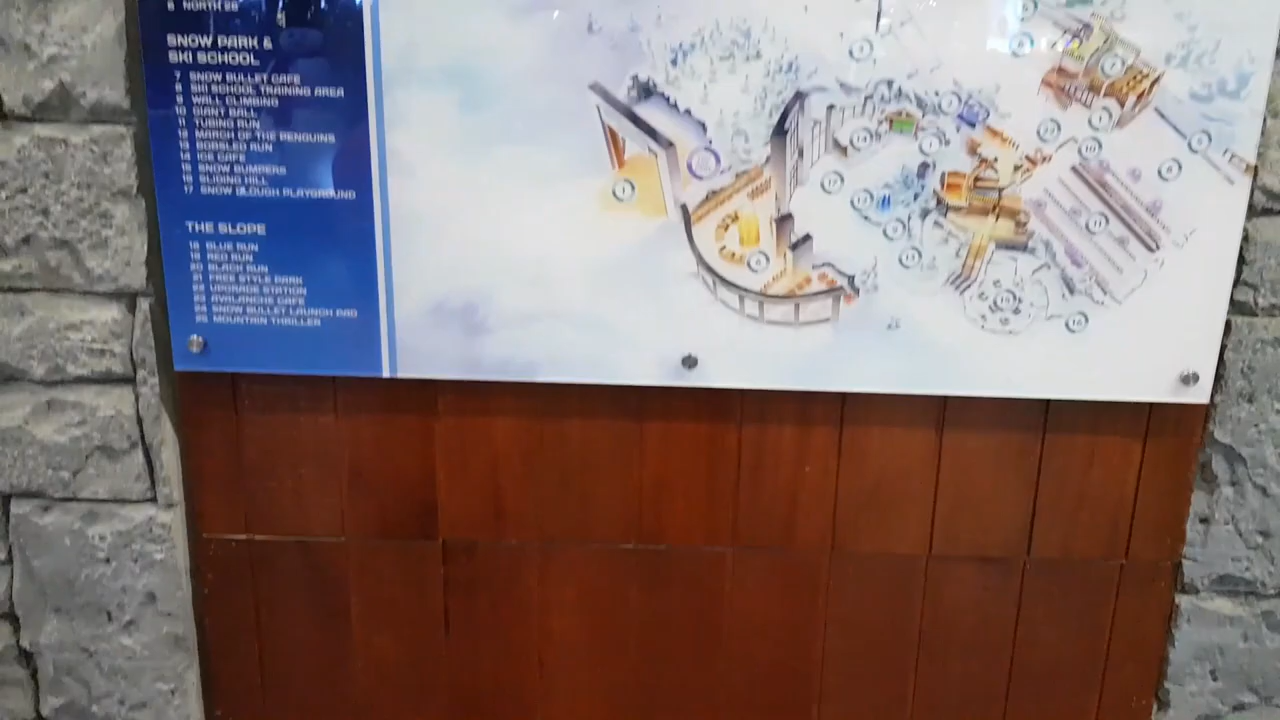 6 NORTH 28
SNOW PARK &
SKI SCHOOL
7 SNOW BULLET CAFE
8 SKI SCHOOL TRAINING AREA
9 WALL CLIMBING
10 GIANT BALL
11 TUBING RUN
12 MARCH OF THE PENGUINS
13 BOBSLED RUN
14 ICE CAFE
15 SNOW BUMPERS
16 SLIDING HILL
17 SNOW PLOUGH PLAYGROUND
THE SLOPE
18 BLUE RUN
19 RED RUN
20 BLACK RUN
21 FREE STYLE PARK
22 UPGRADE STATION
23 AVALANCHE CAFE
24 SNOW BULLET LAUNCH PAD
25 MOUNTAIN THRILLER